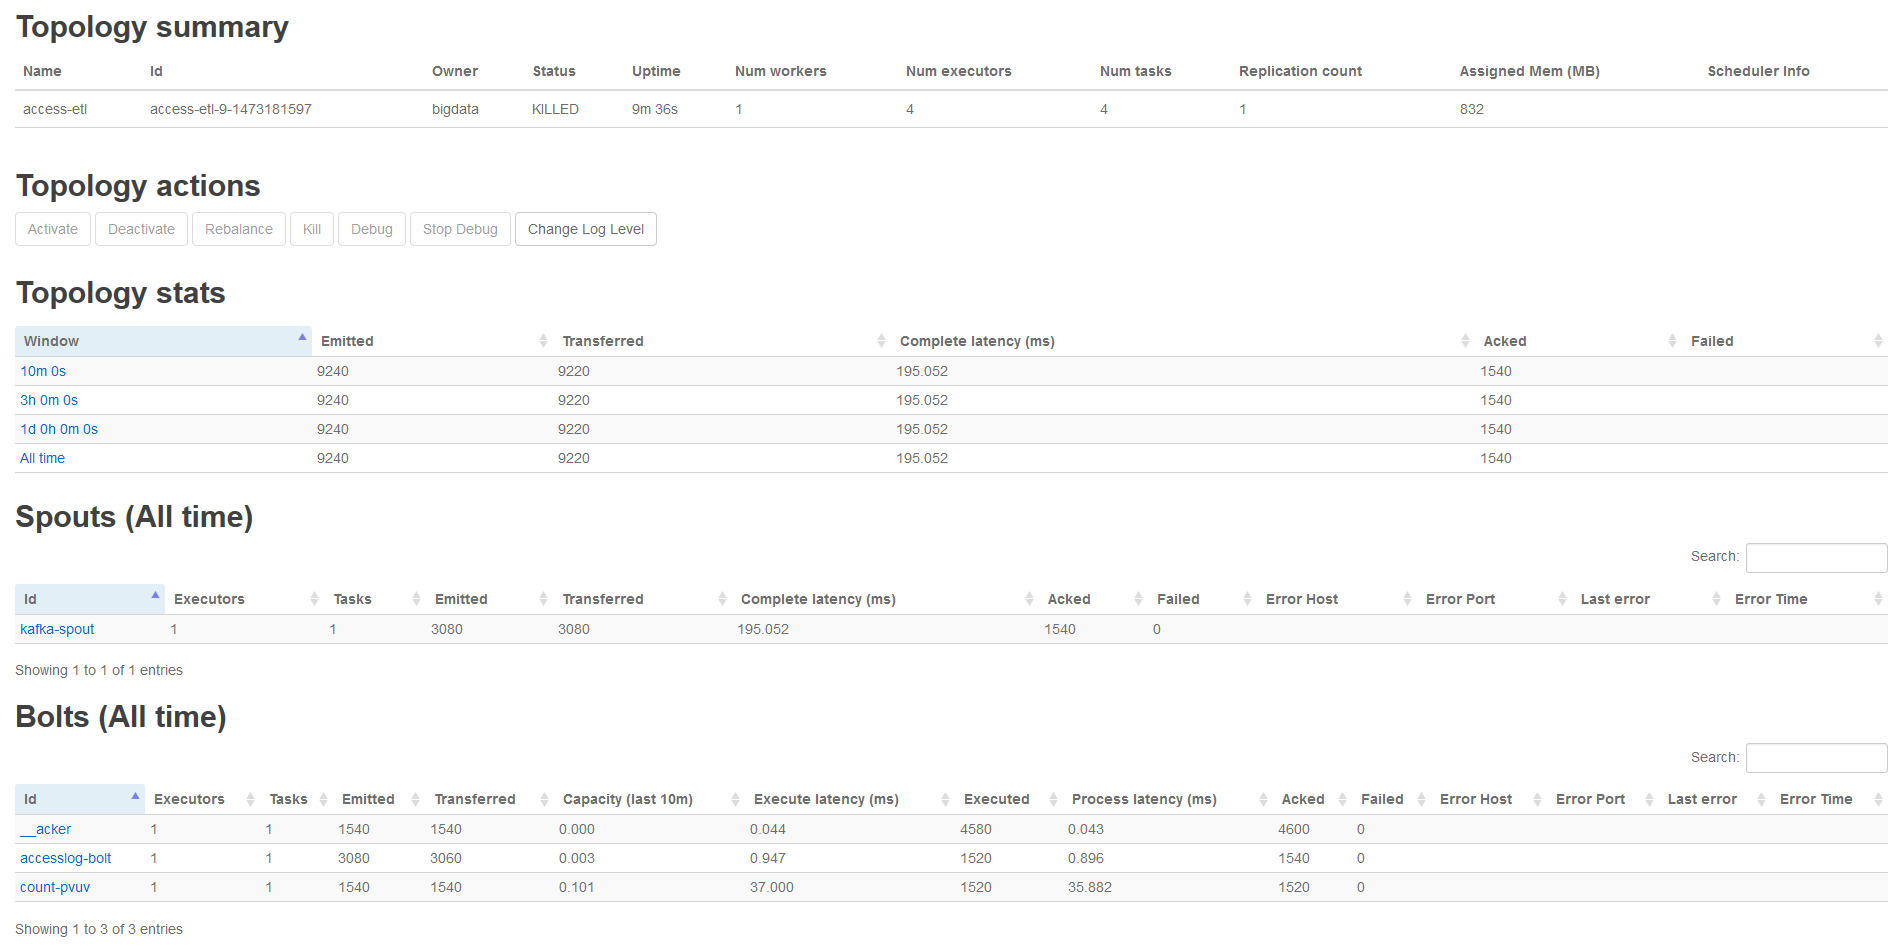 Topology summary
Name Id Owner Status Uptime Num workers Num executors Num tasks Replication count Assigned Mem (MB) Scheduler Info
access-etl access-etl-9-1473181597 bigdata KILLED 9m 36s 1 4 4 1 832
Topology actions
Activate Deactivate Rebalance Kill Debug Stop Debug Change Log Level
Topology stats
Window Emitted Transferred Complete latency (ms) Acked Failed
10m 0s 9240 9220 195.052 1540
3h 0m 0s 9240 9220 195.052 1540
1d 0h 0m 0s 9240 9220 195.052 1540
All time 9240 9220 195.052 1540
Spouts (All time)
Search:
Id Executors Tasks Emitted Transferred Complete latency (ms) Acked Failed Error Host Error Port Last error Error Time
kafka-spout 1 1 3080 3080 195.052 1540 0
Showing 1 to 1 of 1 entries
Bolts (All time)
Search:
Id Executors Tasks Emitted Transferred Capacity (last 10m) Execute latency (ms) Executed Process latency (ms) Acked Failed Error Host Error Port Last error Error Time
__acker 1 1 1540 1540 0.000 0.044 4580 0.043 4600 0
accesslog-bolt 1 1 3080 3060 0.003 0.947 1520 0.896 1540 0
count-pvuv 1 1 1540 1540 0.101 37.000 1520 35.882 1520 0
Showing 1 to 3 of 3 entries